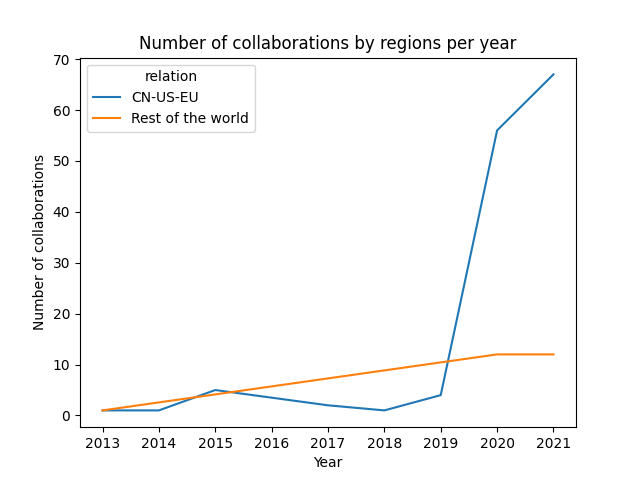 Number of collaborations by regions per year
relation
CN-US-EU
Rest of the world
Number of collaborations
70
60
50
40
30
20
10
0
2013 2014 2015 2016 2017 2018 2019 2020 2021
Year